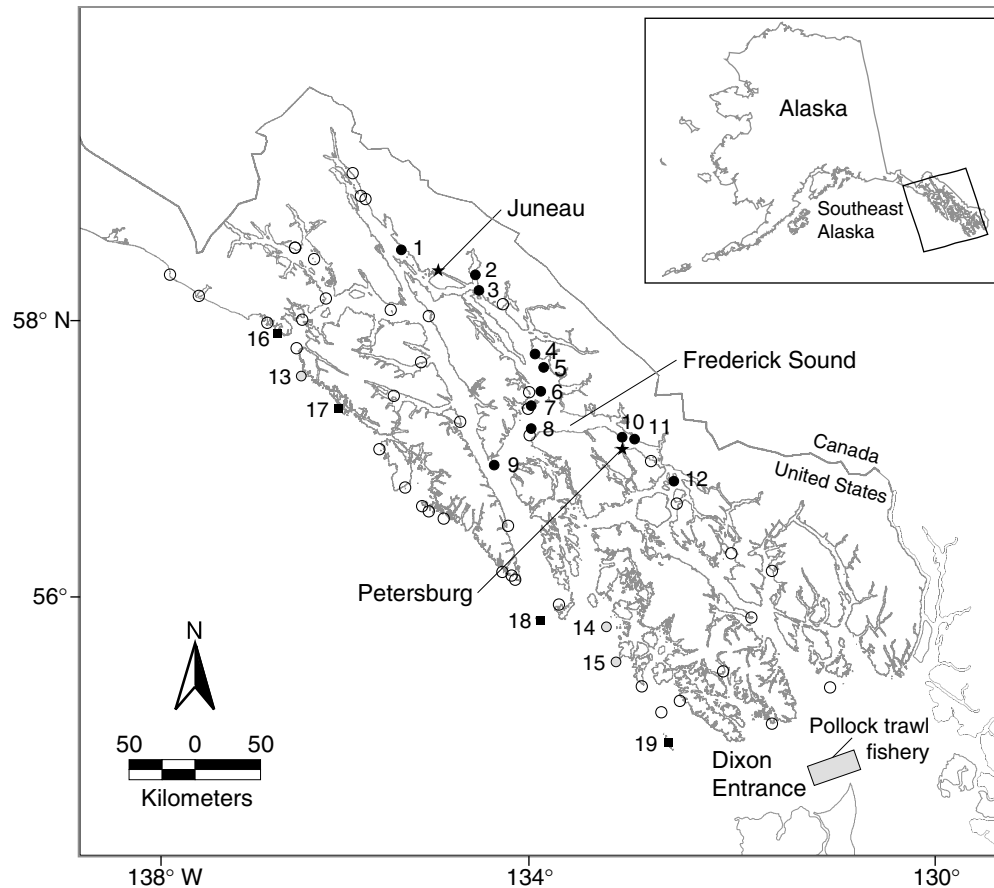 Alaska
Southeast
Alaska
Juneau
1
2
3
58° N
16
13
4
5
17
6
7
8
Frederick Sound
10
11
9
12
Canada
United States
Petersburg
56°
18
14
15
N
19
Pollock trawl
fishery
Dixon
Entrance
50 0 50
Kilometers
138° W
134°
130°